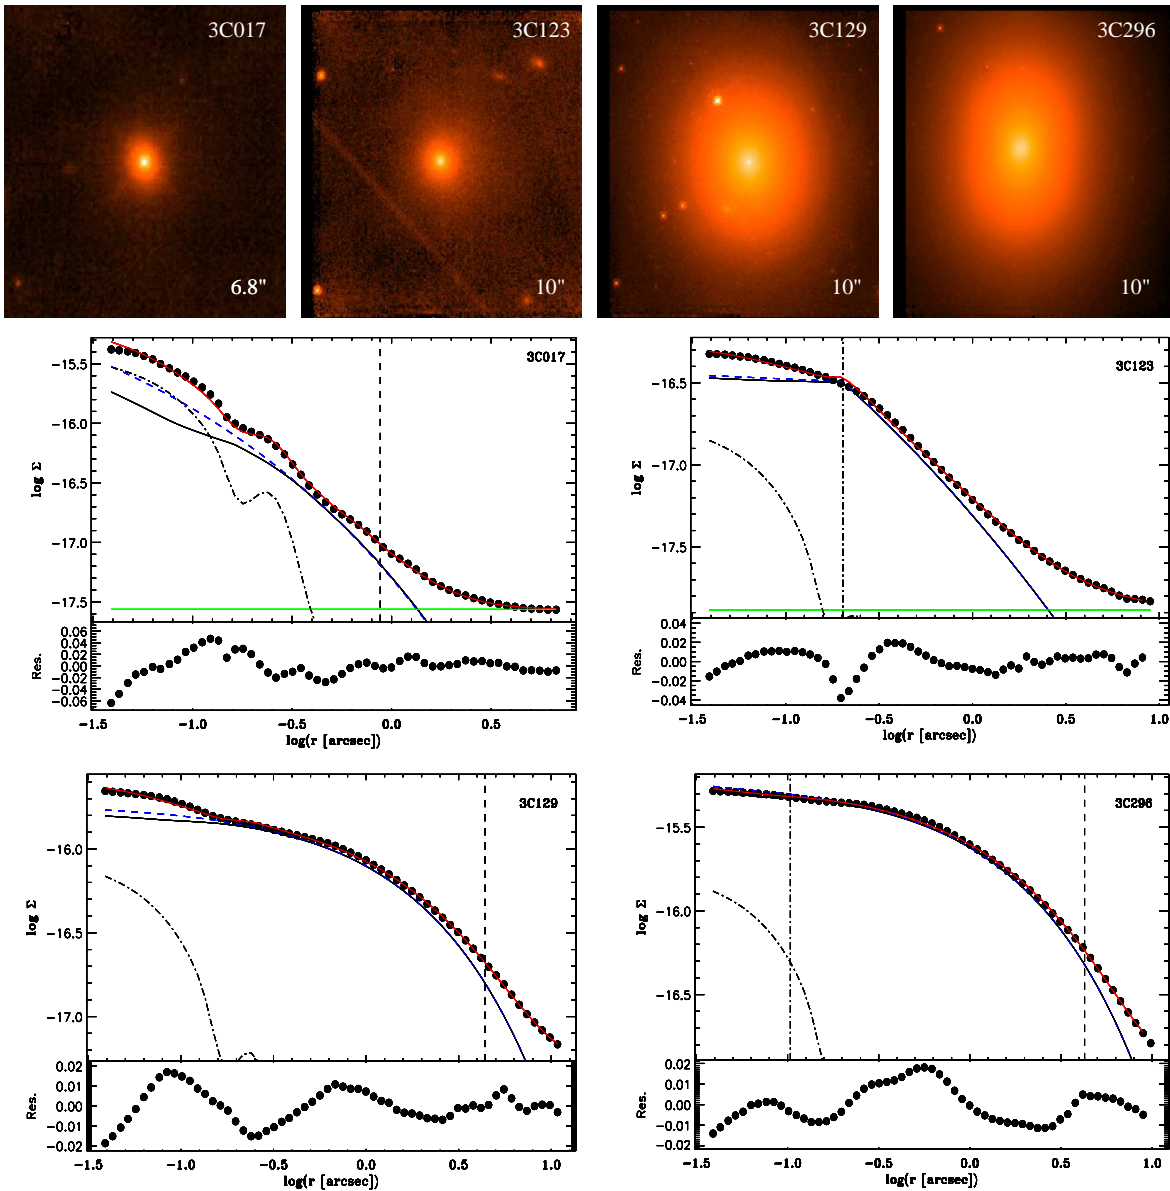 3C017
3C123
3C129
3C296
6.8"
10"
10"
10"
3C017
−15.5
−16.0
−16.5
−17.0
−17.5
log Σ
0.06
0.04
0.02
0.00
−0.02
−0.04
−0.06
Res.
−1.5 −1.0 −0.5 0.0 0.5
log(r [arcsec])
3C123
−16.5
−17.0
−17.5
log Σ
0.04
0.02
0.00
−0.02
−0.04
Res.
−1.5 −1.0 −0.5 0.0 0.5 1.0
log(r [arcsec])
3C129
−16.0
−16.5
−17.0
log Σ
0.02
0.01
0.00
−0.01
−0.02
Res.
−1.5 −1.0 −0.5 0.0 0.5 1.0
log(r [arcsec])
3C296
−15.5
−16.0
−16.5
log Σ
0.02
0.01
0.00
−0.01
−0.02
Res.
−1.5 −1.0 −0.5 0.0 0.5 1.0
log(r [arcsec])